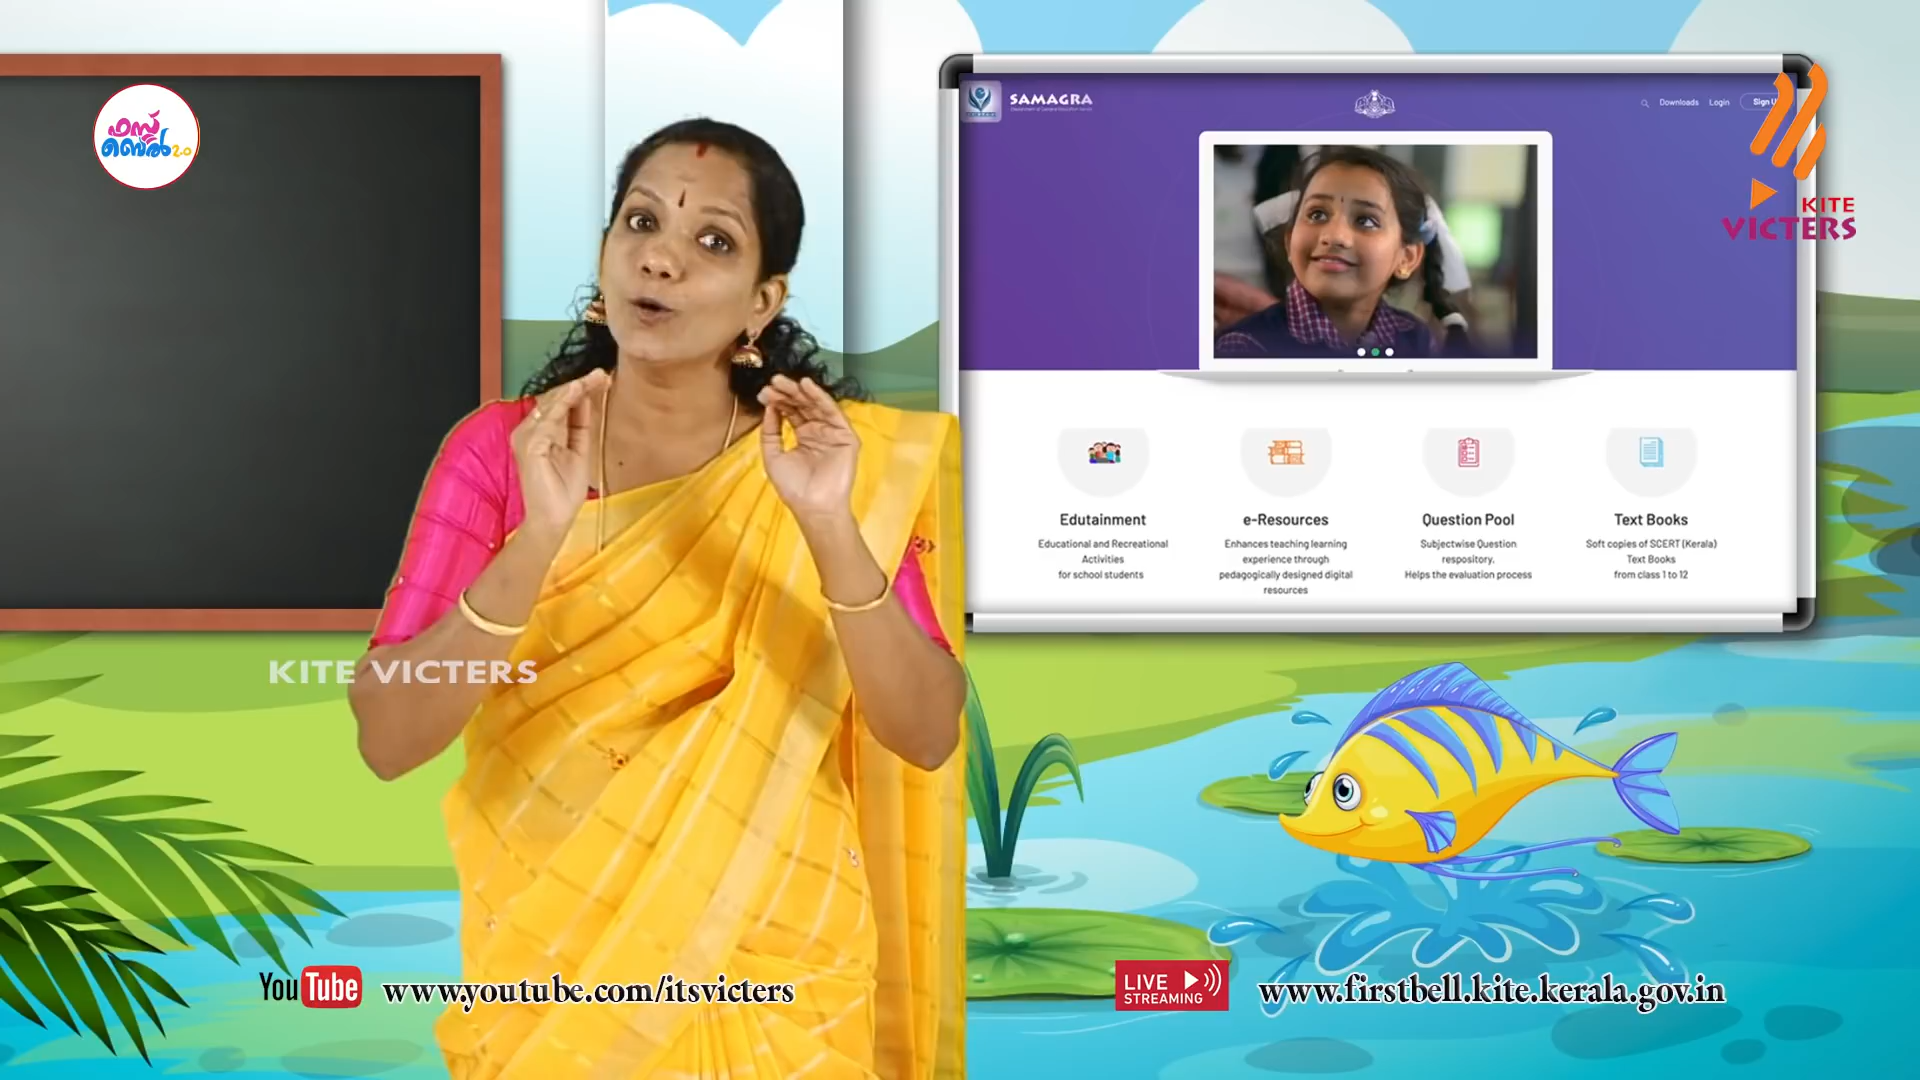 ഫസ്റ്റ്
ബെൽ 2.0
SAMAGRA
Downloads
Login
Sign U
KITE
VICTERS
Edutainment
Educational and Recreational
Activities
for school students
e-Resources
Enhances teaching learning
experience through
pedagogically designed digital
resources
Question Pool
Subjectwise Question
respository.
Helps the evaluation process
Text Books
Soft copies of SCERT (Kerala)
Text Books
from class 1 to 12
KITE VICTERS
YouTube
www.youtube.com/itsvicters
LIVE
STREAMING
www.firstbell.kite.kerala.gov.in